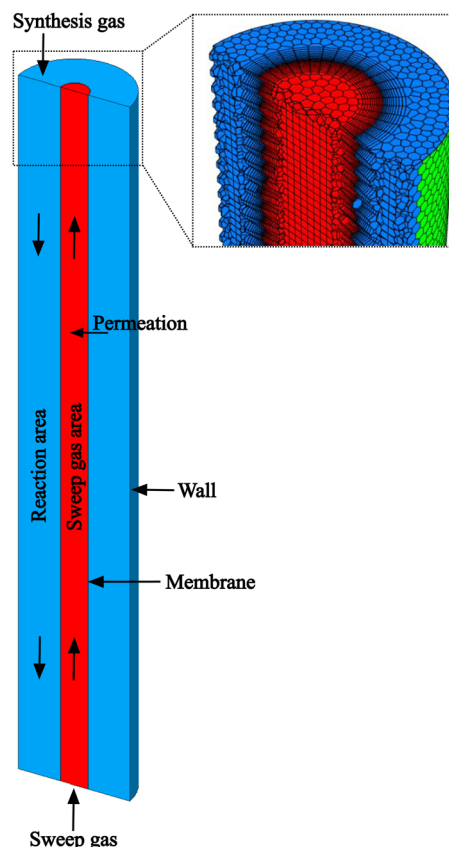 Synthesis gas
Permeation
Reaction area
Sweep gas area
Wall
Membrane
Sweep gas